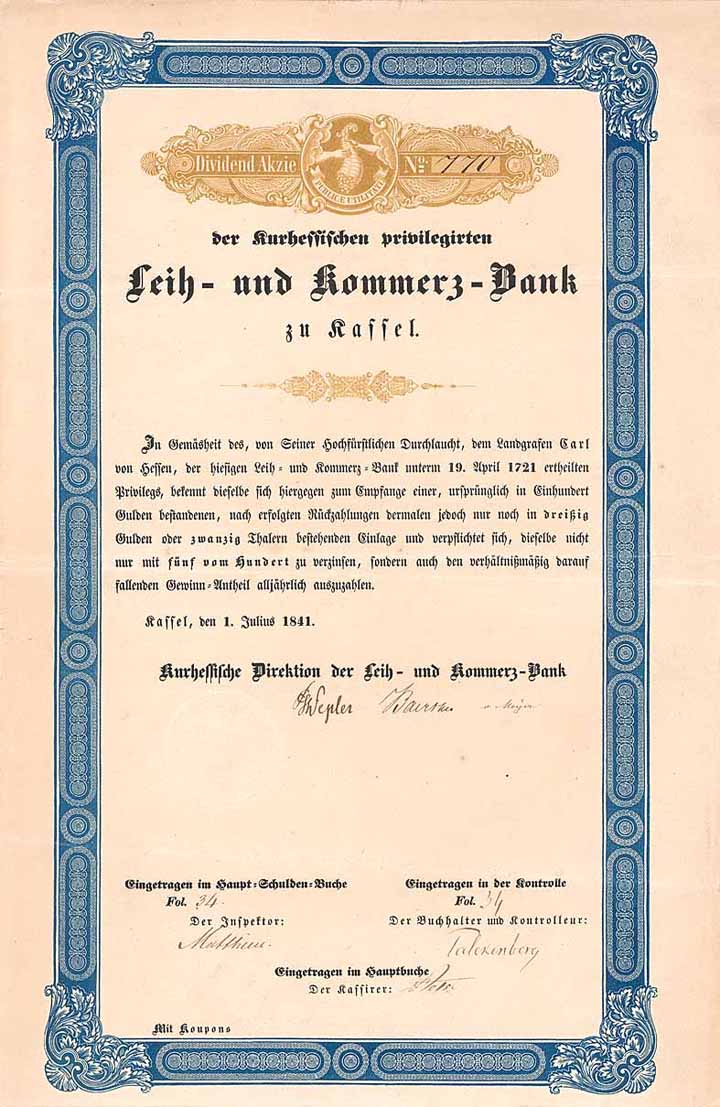 Dividend Akzie No. 770
PUBLICÆ UTILITATI
der Kurhessischen privilegirten
Leih- und Kommerz-Bank
zu Kassel.
In Gemäsheit des, von Seiner Hochfürstlichen Durchlaucht, dem Landgrafen Carl
von Hessen, der hiesigen Leih- und Kommerz-Bank unterm 19. April 1721 ertheilten
Privilegs, bekennt dieselbe sich hiergegen zum Empfange einer, ursprünglich in Einhundert
Gulden bestandenen, nach erfolgten Rückzahlungen dermalen jedoch nur noch in dreißig
Gulden oder zwanzig Thalern bestehenden Einlage und verpflichtet sich, dieselbe nicht
nur mit fünf vom Hundert zu verzinsen, sondern auch den verhältnißmäßig darauf
fallenden Gewinn-Antheil alljährlich auszuzahlen.
Kassel, den 1. Julius 1841.
Kurhessische Direktion der Leih- und Kommerz-Bank
Wepler
Eingetragen im Haupt-Schulden-Buche
Fol. 34.
Der Inspektor:
Eingetragen in der Kontrolle
Fol. 34
Der Buchhalter und Kontrolleur:
Eingetragen im Hauptbuche
Der Kassirer:
Mit Koupons